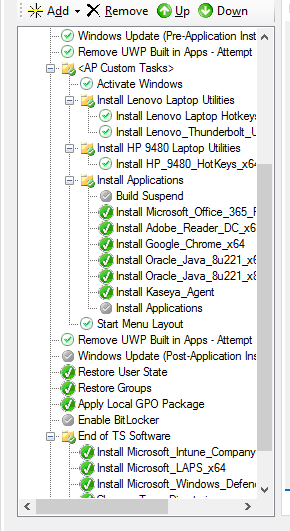 Add Remove Up Down
Windows Update (Pre-Application Inst
Remove UWP Built in Apps - Attempt
<AP Custom Tasks>
Activate Windows
Install Lenovo Laptop Utilities
Install Lenovo Laptop Hotkeys
Install Lenovo_Thunderbolt_U
Install HP 9480 Laptop Utilities
Install HP_9480_HotKeys_x64
Install Applications
Build Suspend
Install Microsoft_Office_365_F
Install Adobe_Reader_DC_x6
Install Google_Chrome_x64
Install Oracle_Java_8u221_x6
Install Oracle_Java_8u221_x8
Install Kaseya_Agent
Install Applications
Start Menu Layout
Remove UWP Built in Apps - Attempt
Windows Update (Post-Application Ins
Restore User State
Restore Groups
Apply Local GPO Package
Enable BitLocker
End of TS Software
Install Microsoft_Intune_Company
Install Microsoft_LAPS_x64
Install Microsoft_Windows_Defen